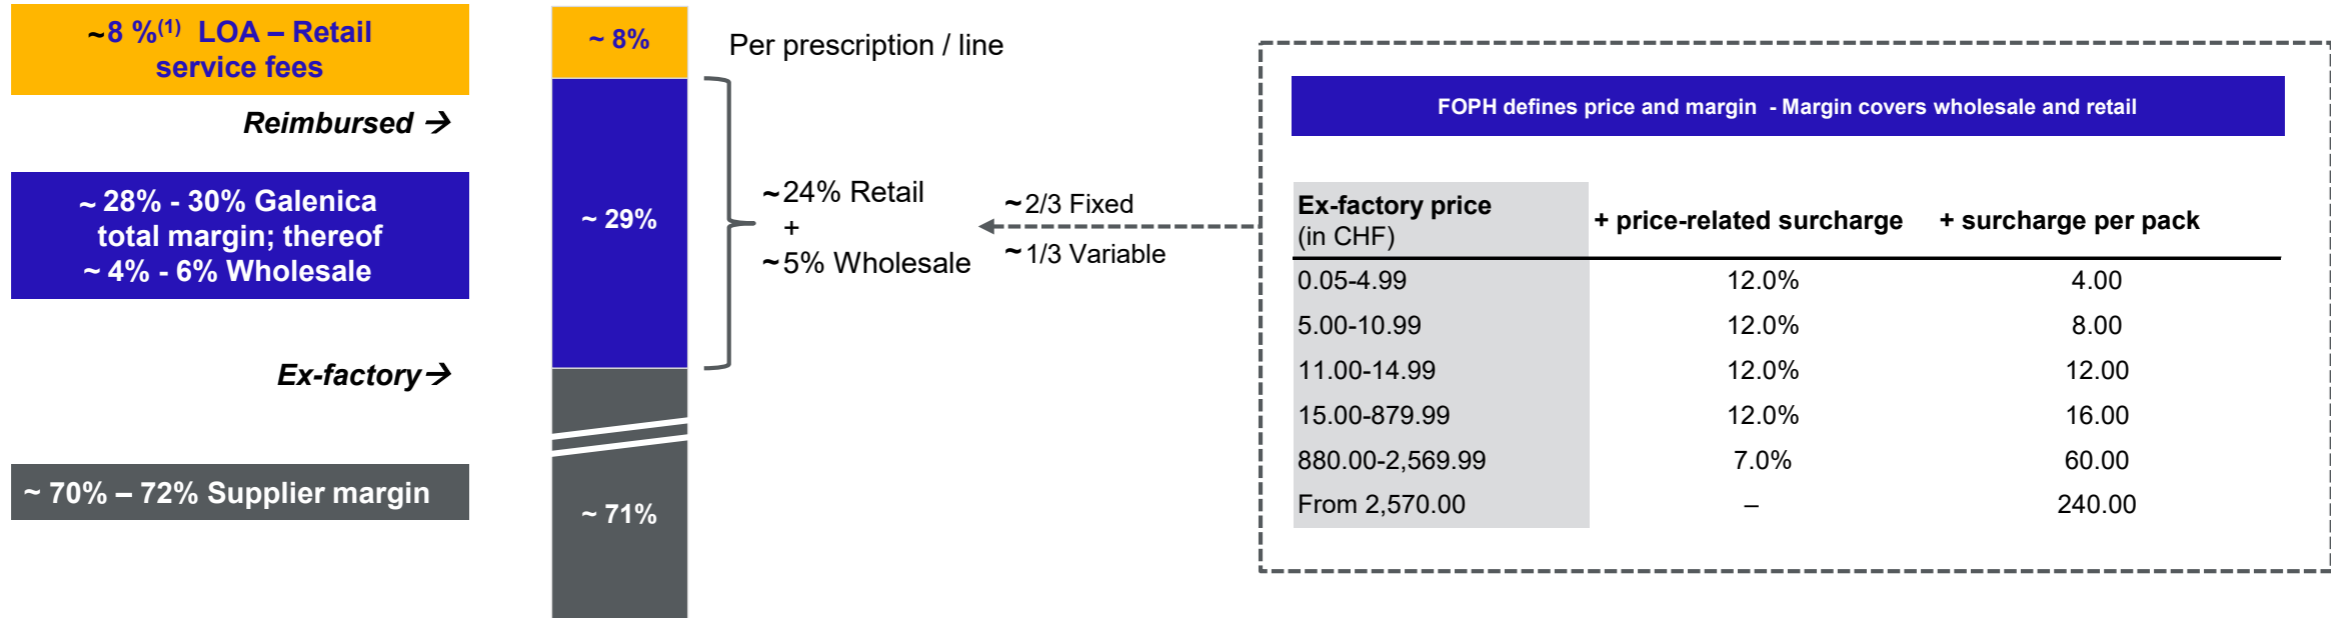 ~8 %(1) LOA – Retail
service fees
Reimbursed →
~ 28% - 30% Galenica
total margin; thereof
~ 4% - 6% Wholesale
Ex-factory→
~ 70% – 72% Supplier margin
~ 8%
~ 29%
~ 71%
Per prescription / line
~24% Retail
+
~5% Wholesale
~2/3 Fixed
~1/3 Variable
FOPH defines price and margin - Margin covers wholesale and retail
Ex-factory price
(in CHF)
+ price-related surcharge + surcharge per pack
0.05-4.99 12.0% 4.00
5.00-10.99 12.0% 8.00
11.00-14.99 12.0% 12.00
15.00-879.99 12.0% 16.00
880.00-2,569.99 7.0% 60.00
From 2,570.00 – 240.00